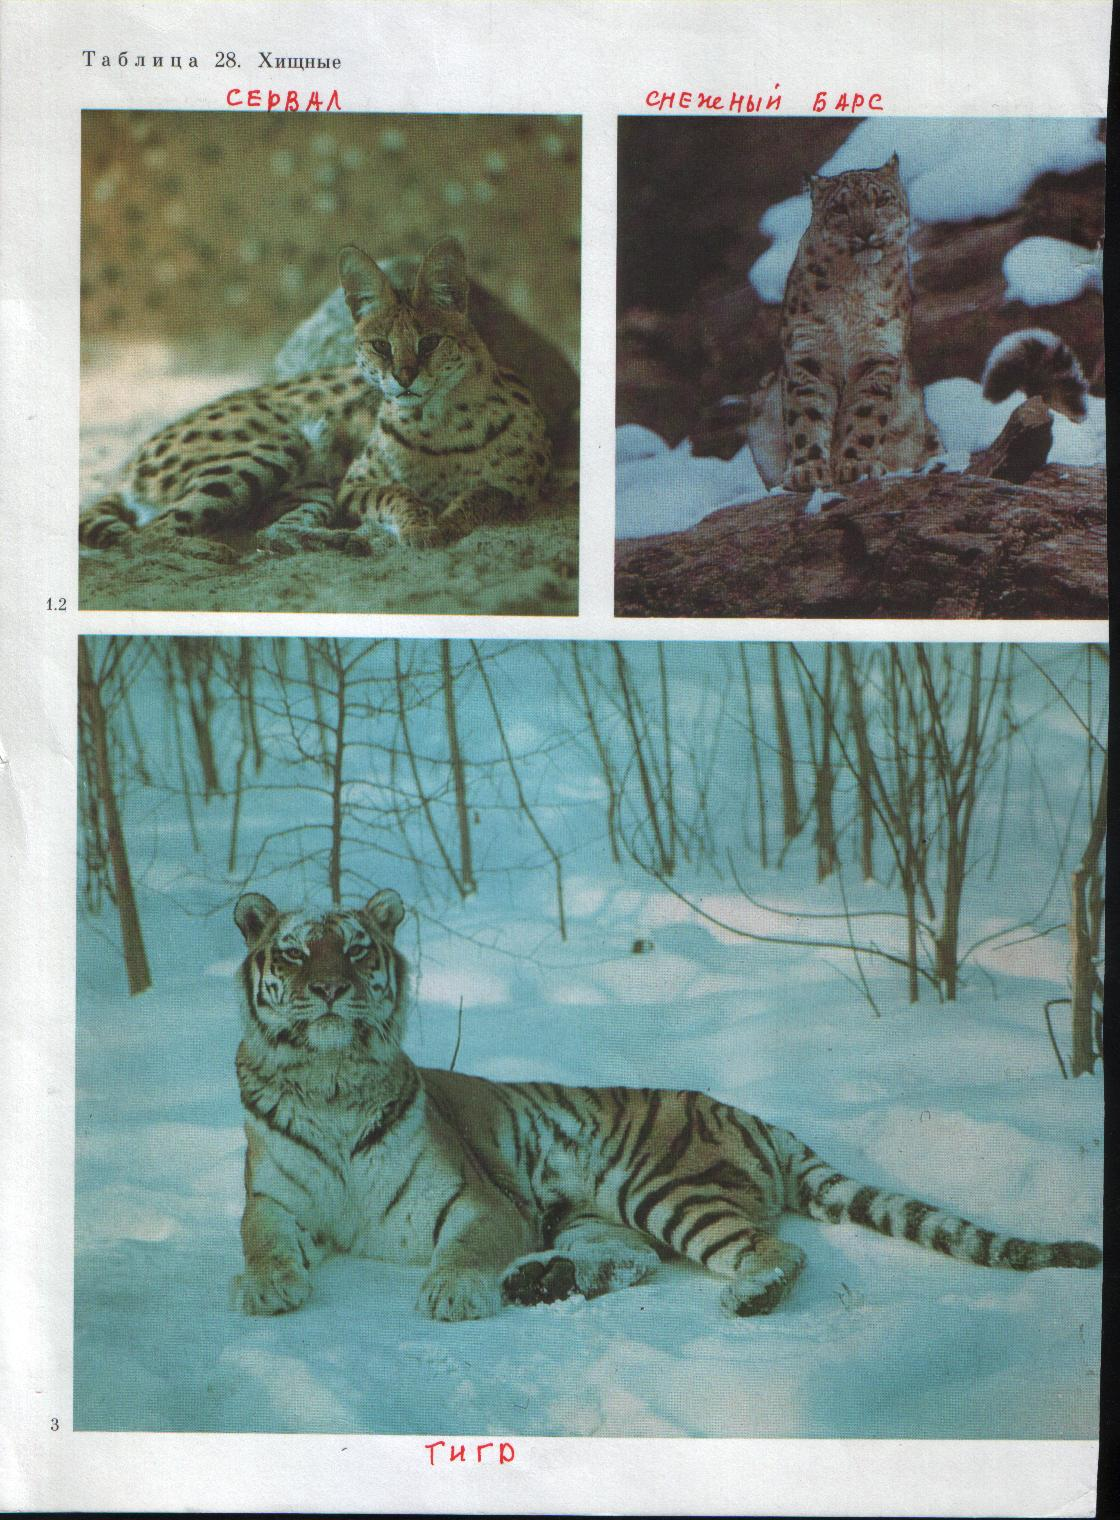 Таблица 28. Хищные
СЕРВАЛ
СНЕЖНЫЙ БАРС
1.2
3
ТИГР